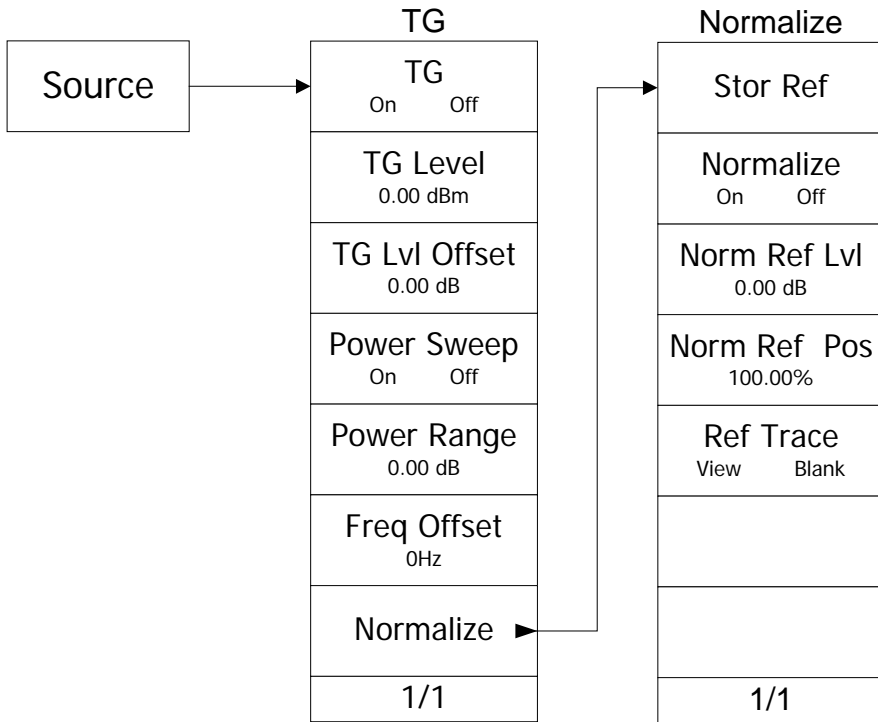 Source
TG
TG
On Off
TG Level
0.00 dBm
TG Lvl Offset
0.00 dB
Power Sweep
On Off
Power Range
0.00 dB
Freq Offset
0Hz
Normalize
1/1
Normalize
Stor Ref
Normalize
On Off
Norm Ref Lvl
0.00 dB
Norm Ref Pos
100.00%
Ref Trace
View Blank
1/1